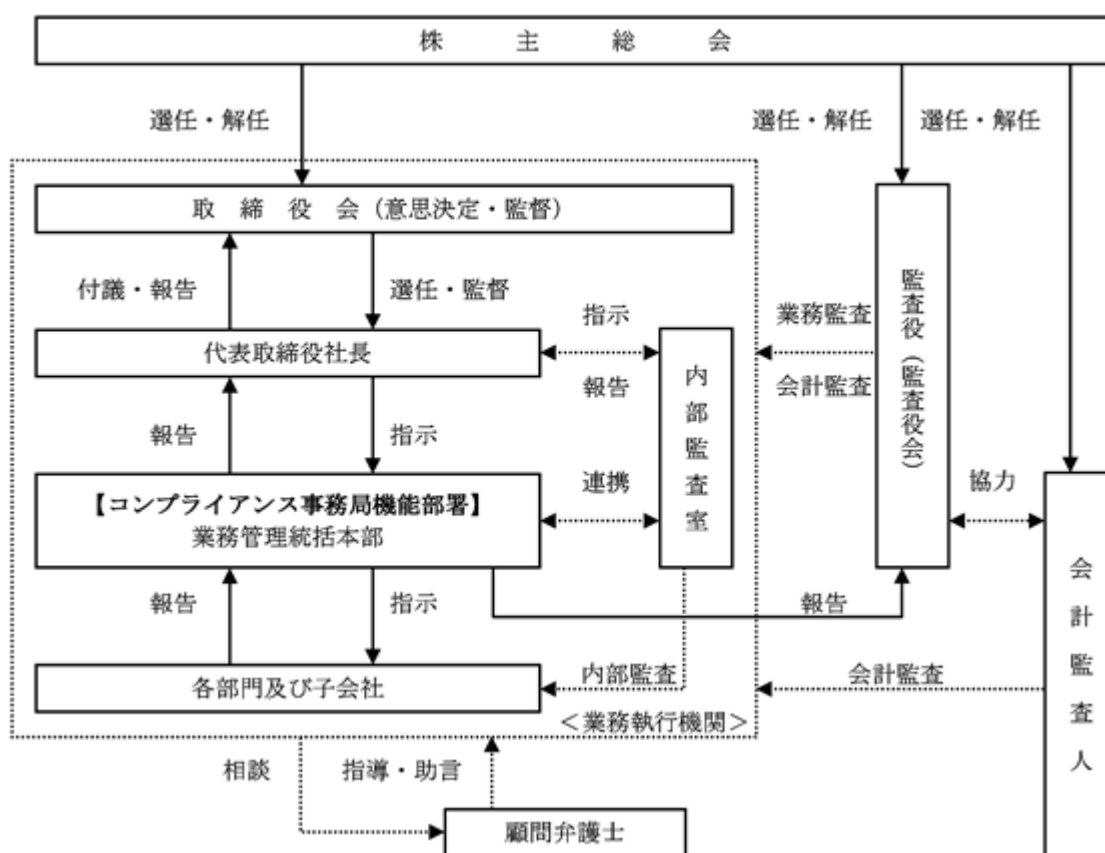 株主総会
選任・解任
選任・解任
選任・解任
取締役会（意思決定・監督）
付議・報告
選任・監督
代表取締役社長
指示
報告
内部監査室
業務監査
会計監査
監査役（監査役会）
報告
指示
【コンプライアンス事務局機能部署】
業務管理統括本部
連携
協力
会計監査人
報告
指示
報告
各部門及び子会社
内部監査
会計監査
＜業務執行機関＞
相談
指導・助言
顧問弁護士